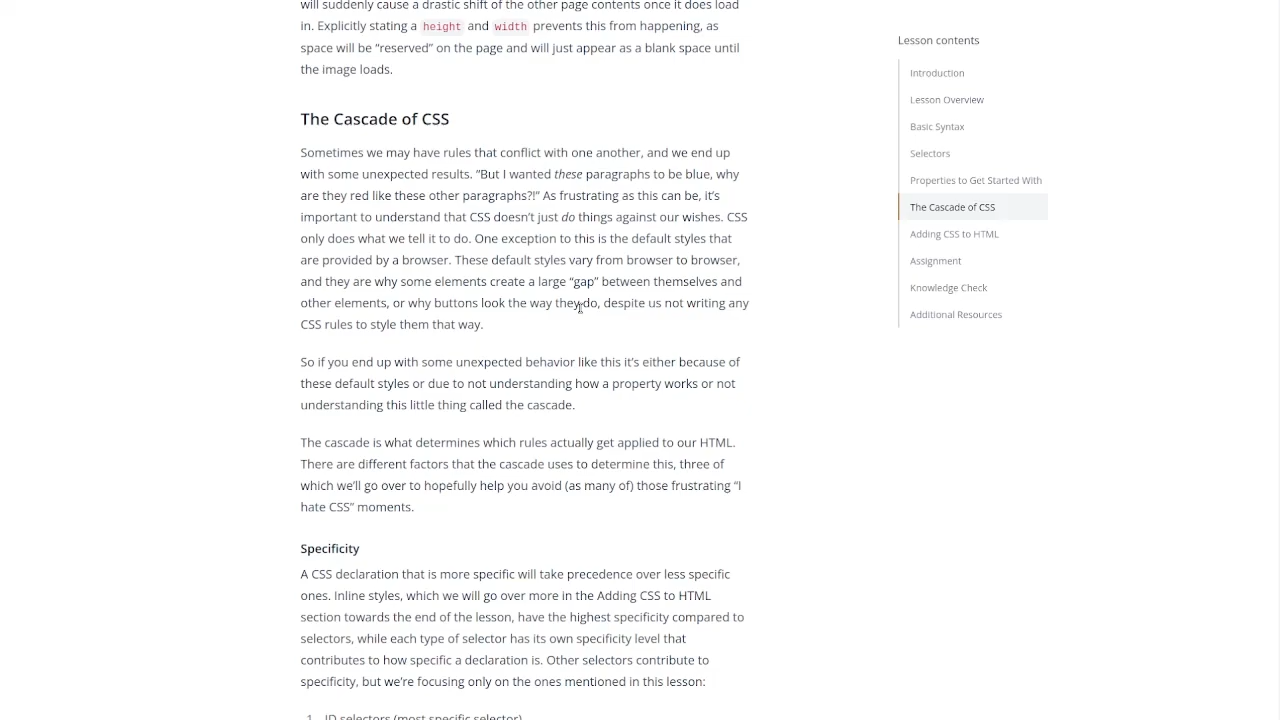 will suddenly cause a drastic shift of the other page contents once it does load
in. Explicitly stating a height and width prevents this from happening, as
space will be “reserved” on the page and will just appear as a blank space until
the image loads.
The Cascade of CSS
Sometimes we may have rules that conflict with one another, and we end up
with some unexpected results. “But I wanted these paragraphs to be blue, why
are they red like these other paragraphs?!” As frustrating as this can be, it’s
important to understand that CSS doesn’t just do things against our wishes. CSS
only does what we tell it to do. One exception to this is the default styles that
are provided by a browser. These default styles vary from browser to browser,
and they are why some elements create a large “gap” between themselves and
other elements, or why buttons look the way they do, despite us not writing any
CSS rules to style them that way.
So if you end up with some unexpected behavior like this it’s either because of
these default styles or due to not understanding how a property works or not
understanding this little thing called the cascade.
The cascade is what determines which rules actually get applied to our HTML.
There are different factors that the cascade uses to determine this, three of
which we’ll go over to hopefully help you avoid (as many of) those frustrating “I
hate CSS” moments.
Specificity
A CSS declaration that is more specific will take precedence over less specific
ones. Inline styles, which we will go over more in the Adding CSS to HTML
section towards the end of the lesson, have the highest specificity compared to
selectors, while each type of selector has its own specificity level that
contributes to how specific a declaration is. Other selectors contribute to
specificity, but we’re focusing only on the ones mentioned in this lesson:
1. ID selectors (most specific selector)
Lesson contents
Introduction
Lesson Overview
Basic Syntax
Selectors
Properties to Get Started With
The Cascade of CSS
Adding CSS to HTML
Assignment
Knowledge Check
Additional Resources